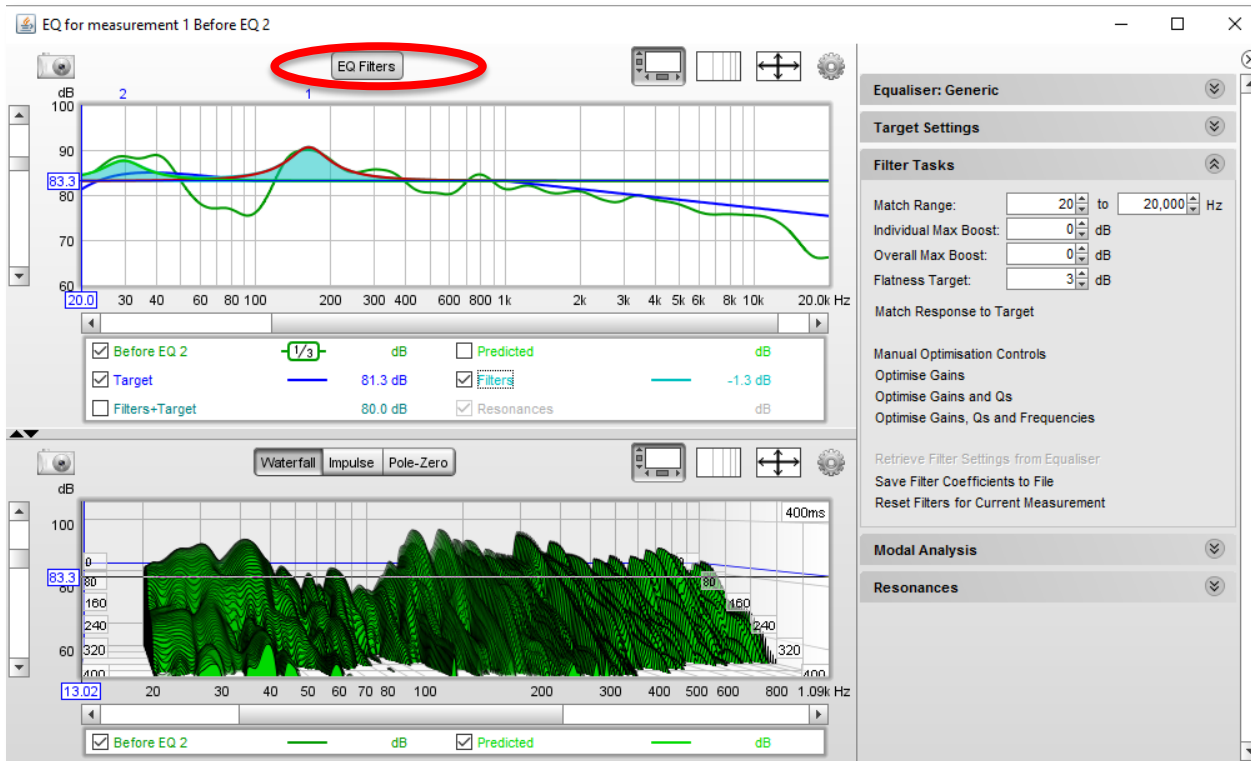 EQ for measurement 1 Before EQ 2
EQ Filters
dB
2
1
100
90
83.3
80
70
60
20.0 30 40 60 80 100 200 300 400 600 800 1k 2k 3k 4k 5k 6k 8k 10k 20.0k Hz
Before EQ 2 1/3 dB Predicted dB
Target 81.3 dB Filters -1.3 dB
Filters+Target 80.0 dB Resonances dB
Waterfall Impulse Pole-Zero
dB
400ms
100
0 0
83.3 80 80
80
160 160
240 240
60 320 320
400 400
13.02 20 30 40 50 60 70 80 100 200 300 400 500 600 800 1.09k Hz
Before EQ 2 dB Predicted dB
Equaliser: Generic
Target Settings
Filter Tasks
Match Range: 20 to 20,000 Hz
Individual Max Boost: 0 dB
Overall Max Boost: 0 dB
Flatness Target: 3 dB
Match Response to Target
Manual Optimisation Controls
Optimise Gains
Optimise Gains and Qs
Optimise Gains, Qs and Frequencies
Retrieve Filter Settings from Equaliser
Save Filter Coefficients to File
Reset Filters for Current Measurement
Modal Analysis
Resonances